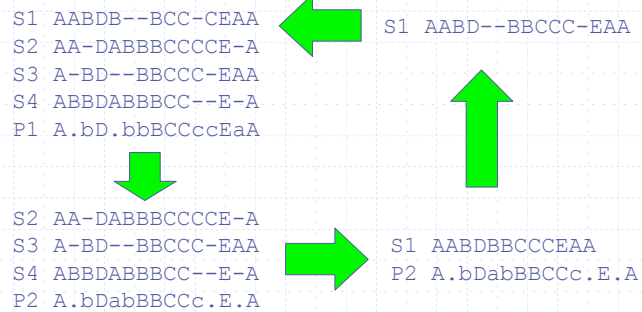 S1 AABDB--BCC-CEAA
S2 AA-DABBBCCCCE-A
S3 A-BD--BBCCC-EAA
S4 ABBDABBBCC--E-A
P1 A.bD.bbBCCccEaA
S1 AABD--BBCCC-EAA
S2 AA-DABBBCCCCE-A
S3 A-BD--BBCCC-EAA
S4 ABBDABBBCC--E-A
P2 A.bDabBBCCc.E.A
S1 AABDBBCCCEAA
P2 A.bDabBBCCc.E.A